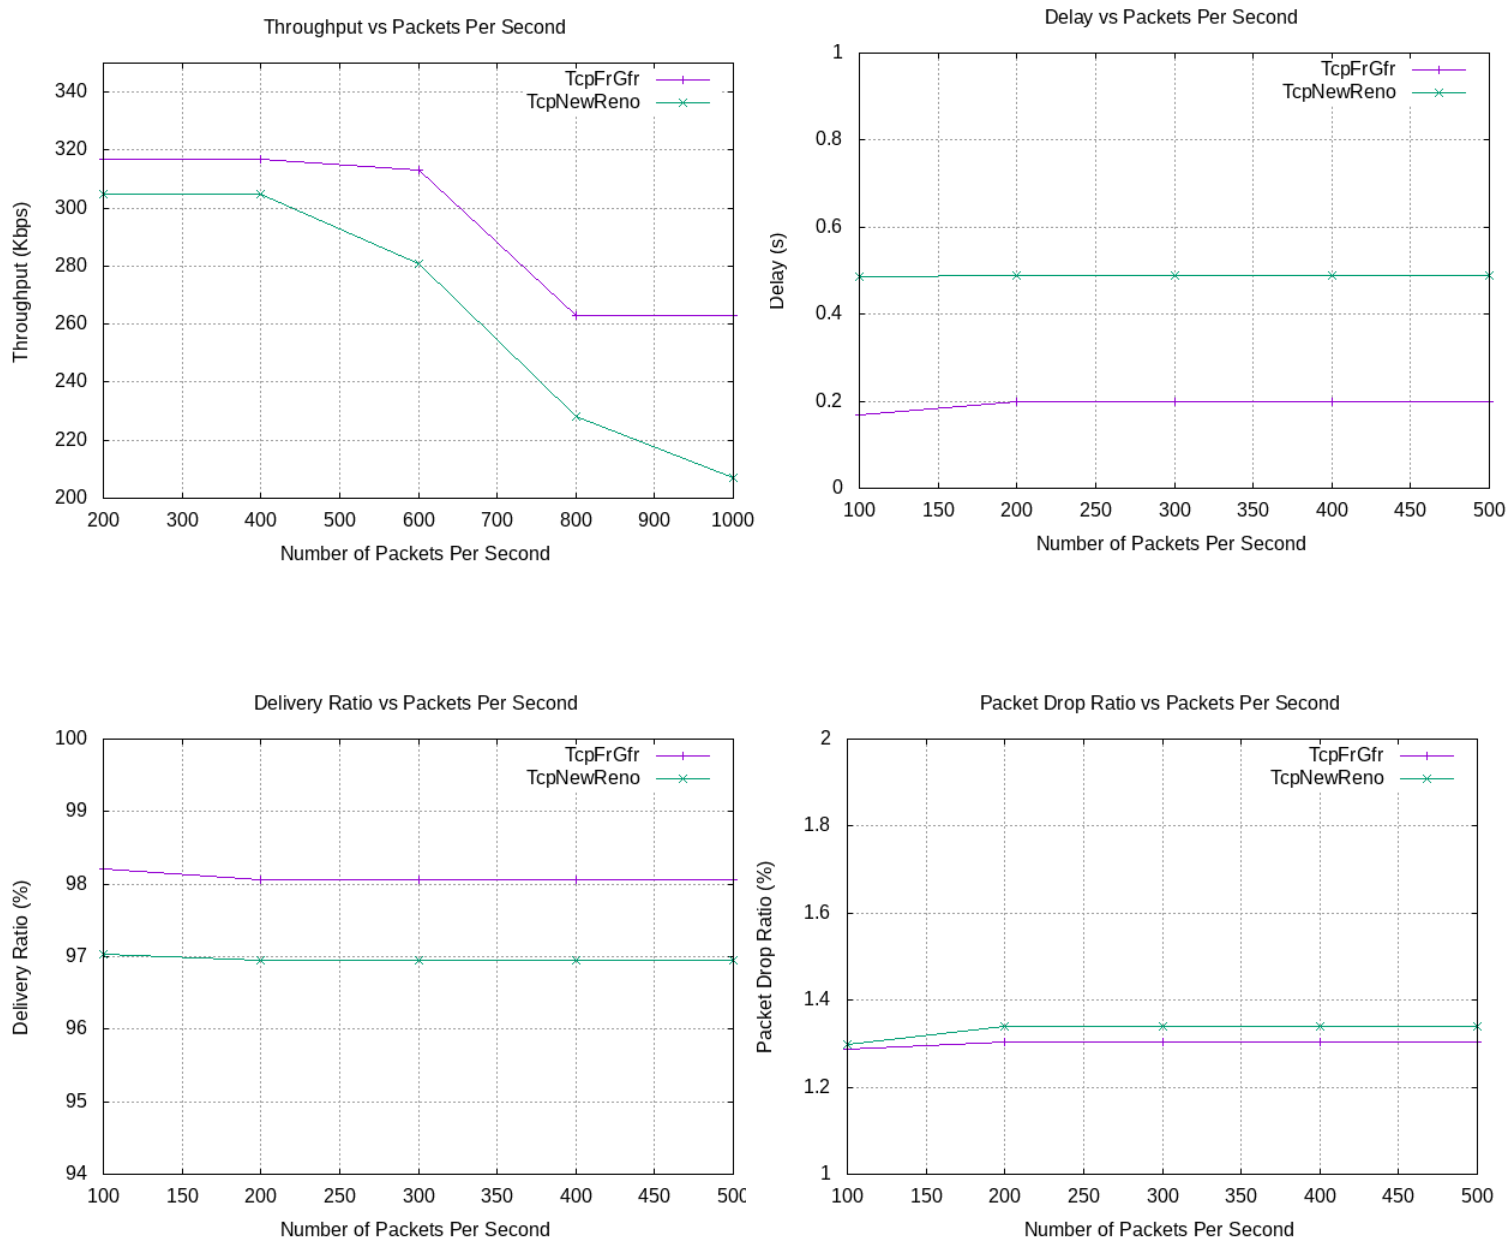 Throughput vs Packets Per Second
TcpFrGfr
TcpNewReno
340
320
300
280
260
240
220
200
Throughput (Kbps)
200 300 400 500 600 700 800 900 1000
Number of Packets Per Second
Delay vs Packets Per Second
TcpFrGfr
TcpNewReno
1
0.8
0.6
0.4
0.2
0
Delay (s)
100 150 200 250 300 350 400 450 500
Number of Packets Per Second
Delivery Ratio vs Packets Per Second
TcpFrGfr
TcpNewReno
100
99
98
97
96
95
94
Delivery Ratio (%)
100 150 200 250 300 350 400 450 500
Number of Packets Per Second
Packet Drop Ratio vs Packets Per Second
TcpFrGfr
TcpNewReno
2
1.8
1.6
1.4
1.2
1
Packet Drop Ratio (%)
100 150 200 250 300 350 400 450 500
Number of Packets Per Second